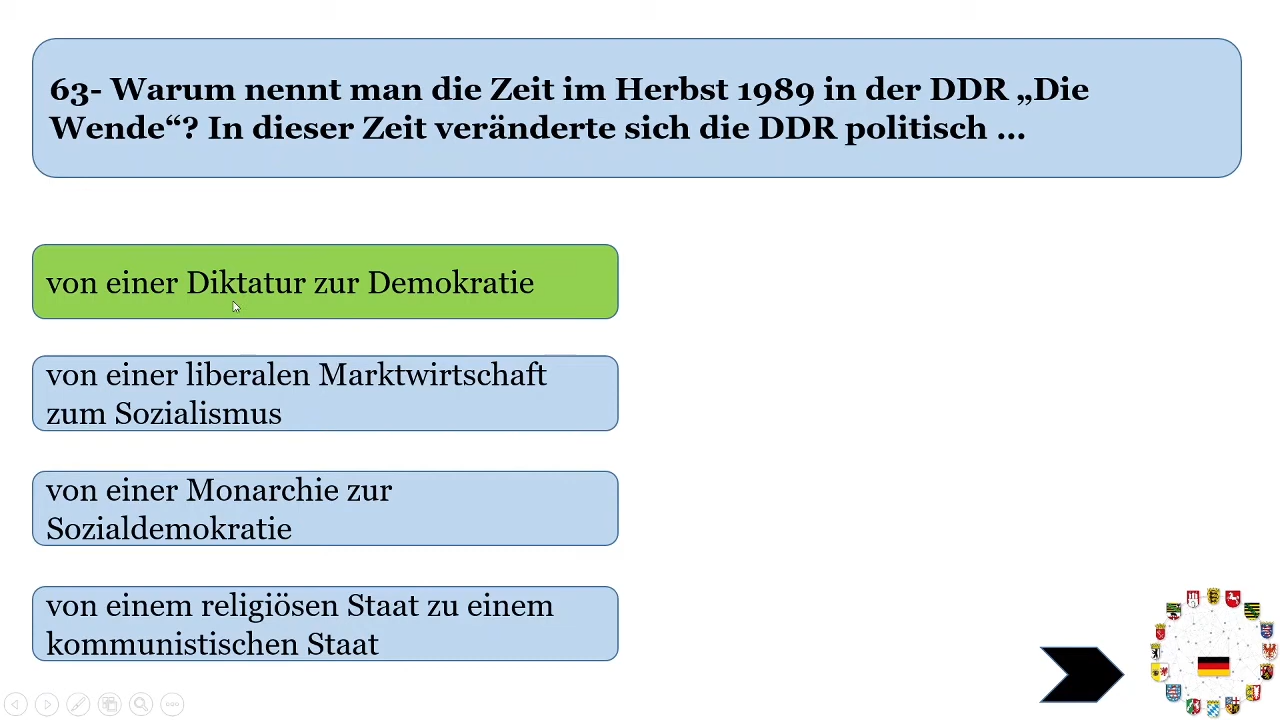 63- Warum nennt man die Zeit im Herbst 1989 in der DDR „Die
Wende“? In dieser Zeit veränderte sich die DDR politisch ...
von einer Diktatur zur Demokratie
von einer liberalen Marktwirtschaft
zum Sozialismus
von einer Monarchie zur
Sozialdemokratie
von einem religiösen Staat zu einem
kommunistischen Staat